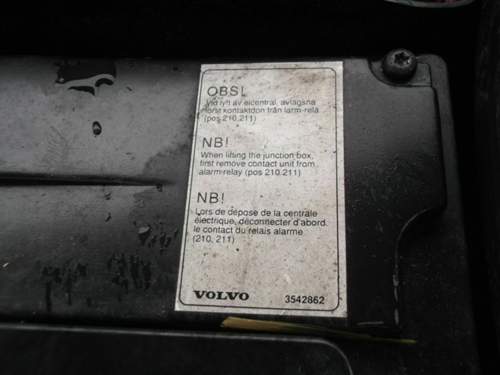 OBS!
Vid lyft av elcentral, avlägsna
först kontaktdon från larm-relä
(pos 210,211)
NB!
When lifting the junction box,
first remove contact unit from
alarm-relay (pos 210.211)
NB!
Lors de dépose de la centrale
électrique, déconnecter d'abord
le contact du relais alarme
(210, 211)
VOLVO 3542862